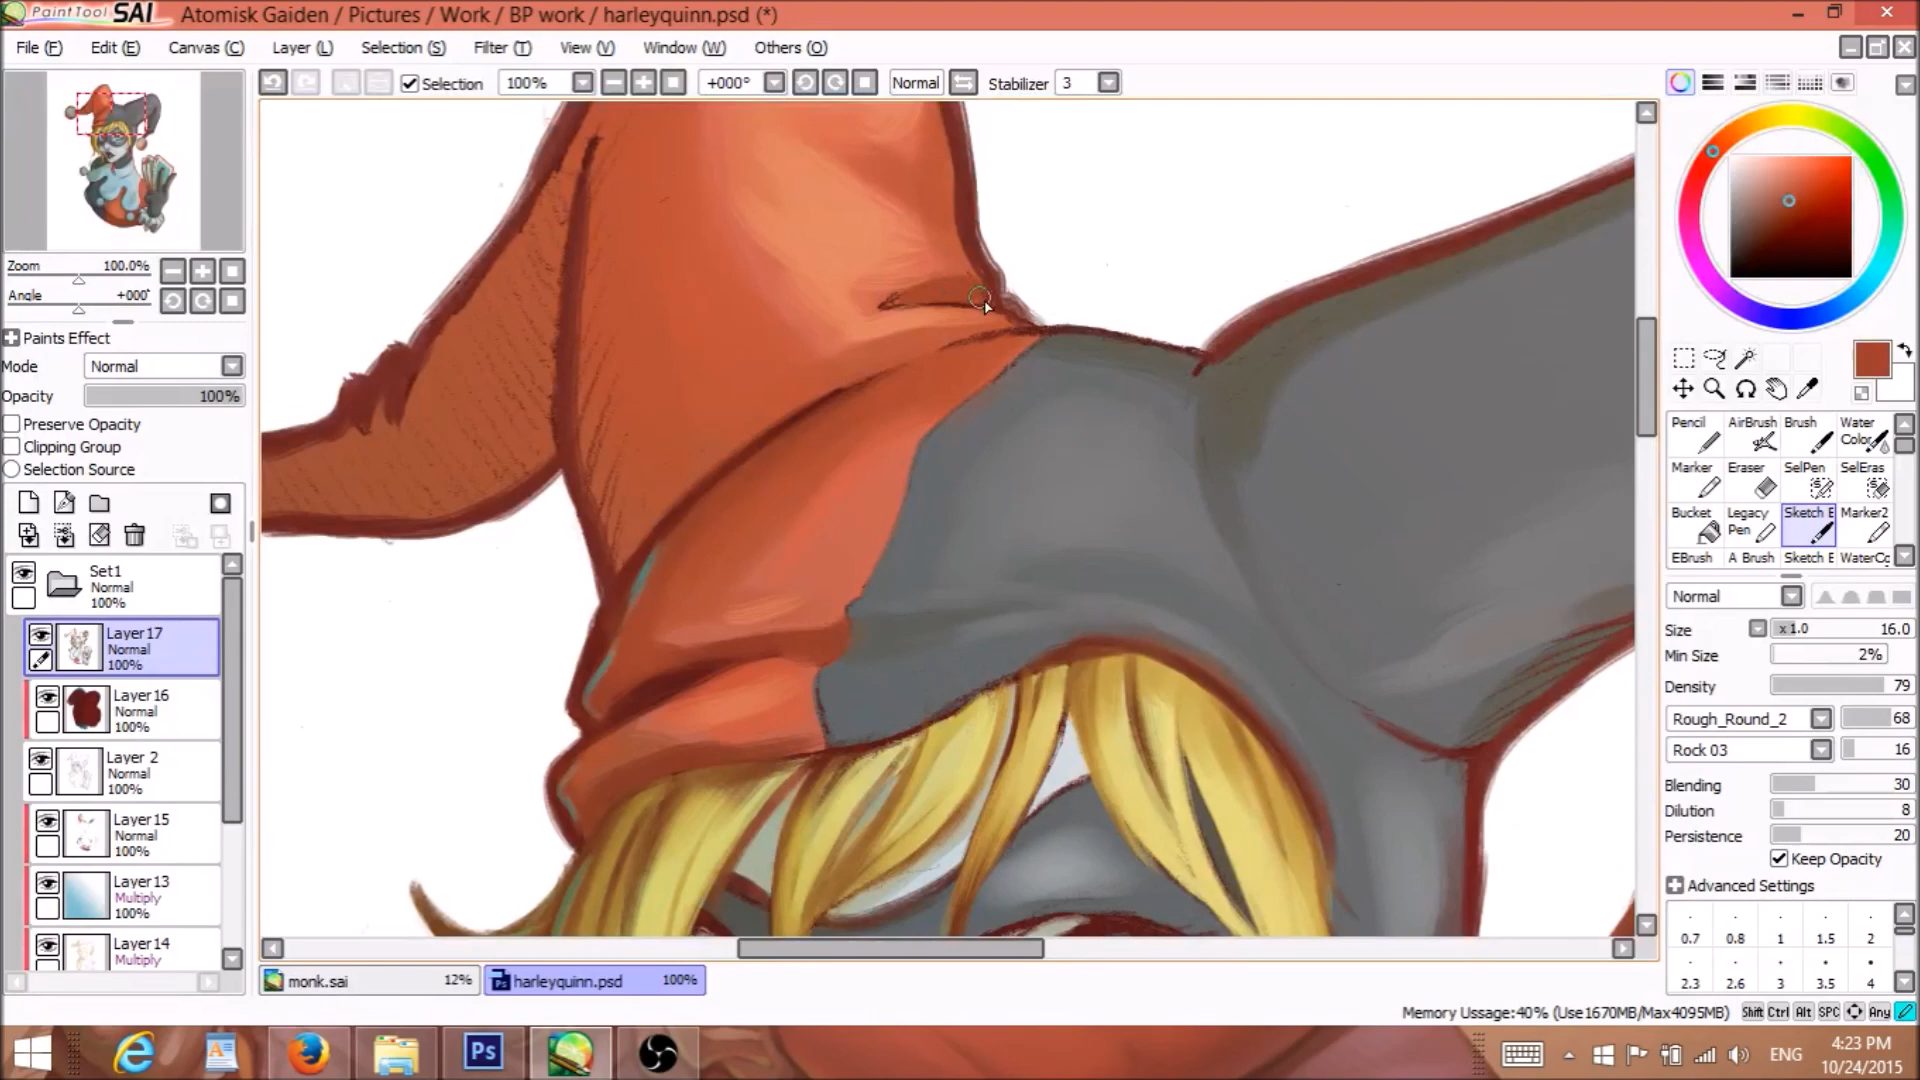 PaintTool SAI Atomisk Gaiden / Pictures / Work / BP work / harleyquinn.psd (*)
File (F) Edit (E) Canvas (C) Layer (L) Selection (S) Filter (T) View (V) Window (W) Others (O)
Selection 100% +000° Normal Stabilizer 3
Zoom 100.0%
Angle +000°
Paints Effect
Mode Normal
Opacity 100%
Preserve Opacity
Clipping Group
Selection Source
Set1
Normal
100%
Layer17
Normal
100%
Layer16
Normal
100%
Layer 2
Normal
100%
Layer15
Normal
100%
Layer13
Multiply
100%
Layer14
Multiply
Pencil AirBrush Brush Water Color
Marker Eraser SelPen SelEras
Bucket Legacy Pen Sketch E Marker2
EBrush A Brush Sketch E WaterCo
Normal
Size x 1.0 16.0
Min Size 2%
Density 79
Rough_Round_2 68
Rock 03 16
Blending 30
Dilution 8
Persistence 20
Keep Opacity
Advanced Settings
0.7 0.8 1 1.5 2
2.3 2.6 3 3.5 4
monk.sai 12% harleyquinn.psd 100%
Memory Ussage:40% (Use1670MB/Max4095MB) Shift Ctrl Alt SPC Any
Ps ENG 4:23 PM
10/24/2015